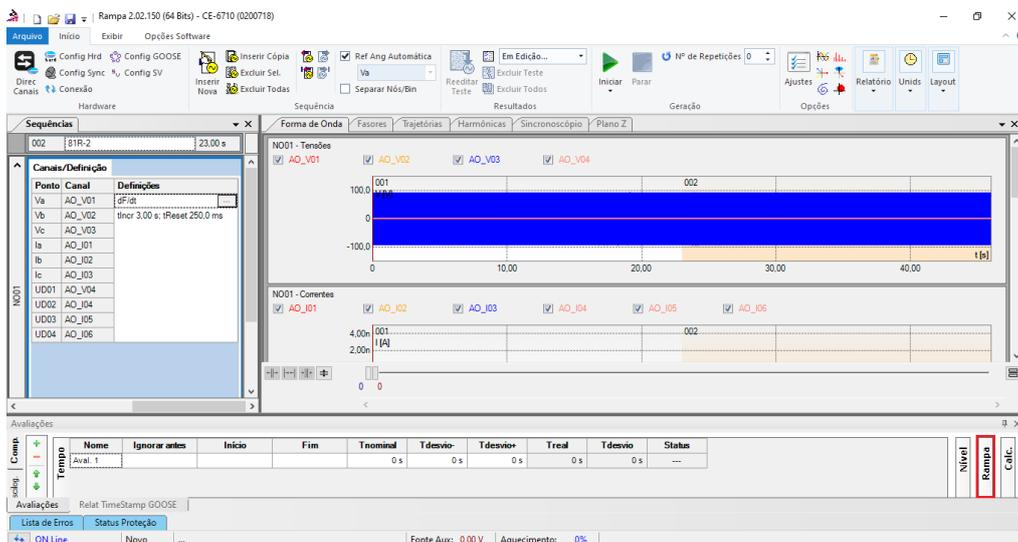 Rampa 2.02.150 (64 Bits) - CE-6710 (0200718)
Arquivo Início Exibir Opções Software
Direc Canais
Config Hrd Config GOOSE
Config Sync Config SV
Conexão
Hardware
Inserir Nova
Inserir Cópia
Excluir Sel.
Excluir Todas
Ref Ang Automática
Va
Separar Nós/Bin
Sequência
Reeditar Teste
Em Edição...
Excluir Teste
Excluir Todos
Resultados
Iniciar Parar
Nº de Repetições 0
Geração
Ajustes
Opções
Relatório Unids Layout
Sequências
002 81R-2 23,00 s
Canais/Definição
Ponto Canal Definições
Va AO_V01 dF/dt ...
Vb AO_V02 tIncr 3,00 s; tReset 250,0 ms
Vc AO_V03
Ia AO_I01
Ib AO_I02
Ic AO_I03
UD01 AO_V04
UD02 AO_I04
UD03 AO_I05
UD04 AO_I06
NO01
Forma de Onda Fasores Trajetórias Harmônicas Sincronoscópio Plano Z
NO01 - Tensões
AO_V01 AO_V02 AO_V03 AO_V04
001 002
100,0
0
-100,0
t [s]
0 10,00 20,00 30,00 40,00
NO01 - Correntes
AO_I01 AO_I02 AO_I03 AO_I04 AO_I05 AO_I06
4,00n 001 002
I [A]
2,00n
0 0
Avaliações
Comp.
Tempo
Nome Ignorar antes Início Fim Tnominal Tdesvio- Tdesvio+ Treal Tdesvio Status
Aval. 1 0 s 0 s 0 s 0 s 0 s ---
Nível
Rampa
Calc.
Avaliações Relat TimeStamp GOOSE
Lista de Erros Status Proteção
ON Line Novo ... Fonte Aux: 0,00 V Aquecimento: 0%